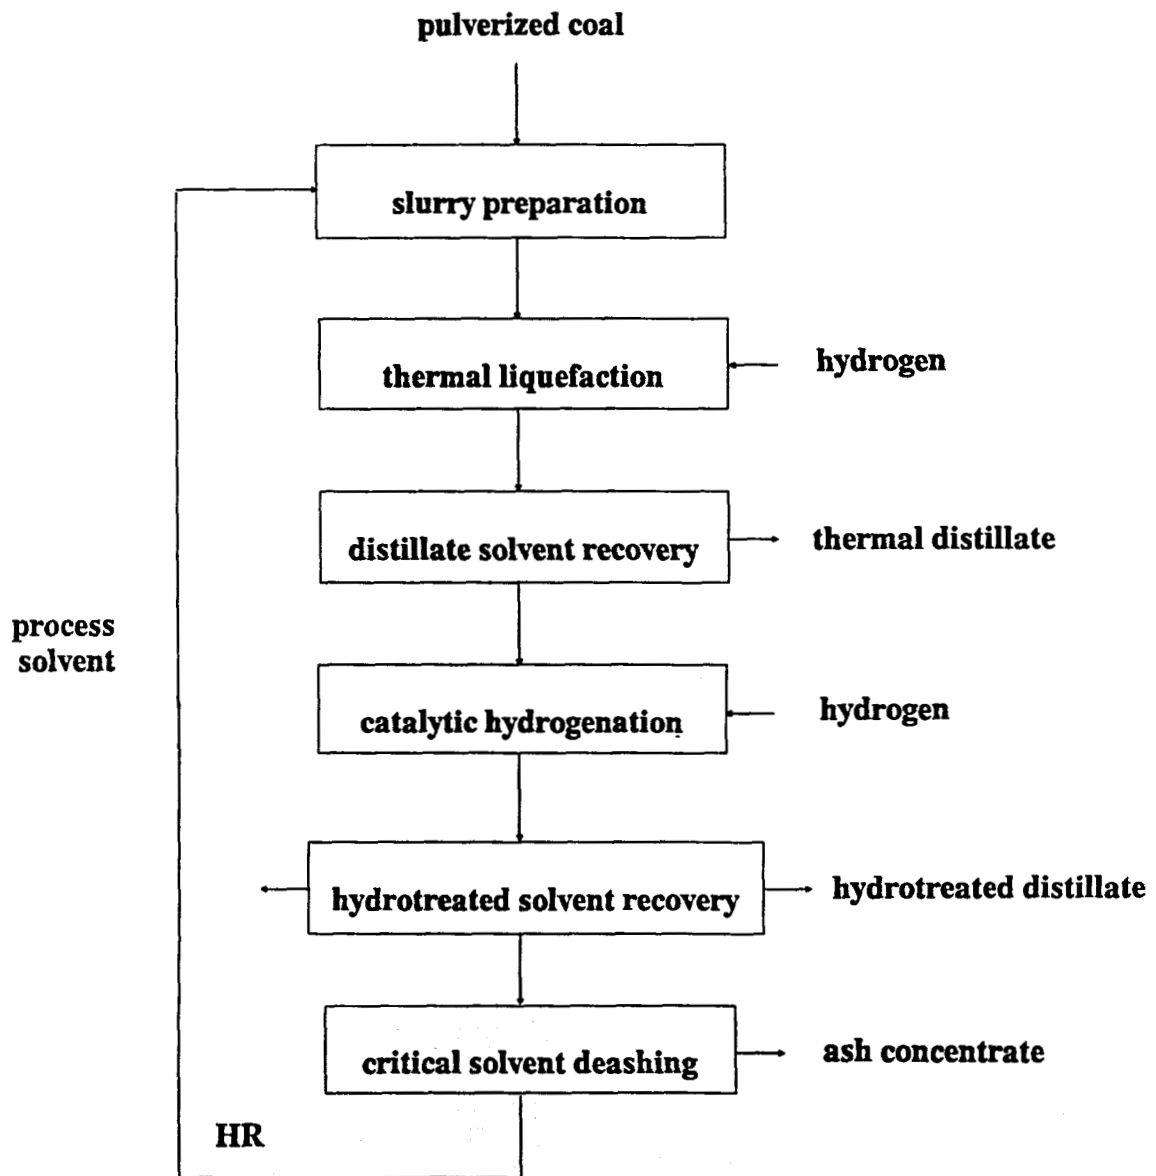 pulverized coal
slurry preparation
thermal liquefaction
hydrogen
distillate solvent recovery
thermal distillate
process
solvent
catalytic hydrogenation
hydrogen
hydrotreated solvent recovery
hydrotreated distillate
critical solvent deashing
ash concentrate
HR